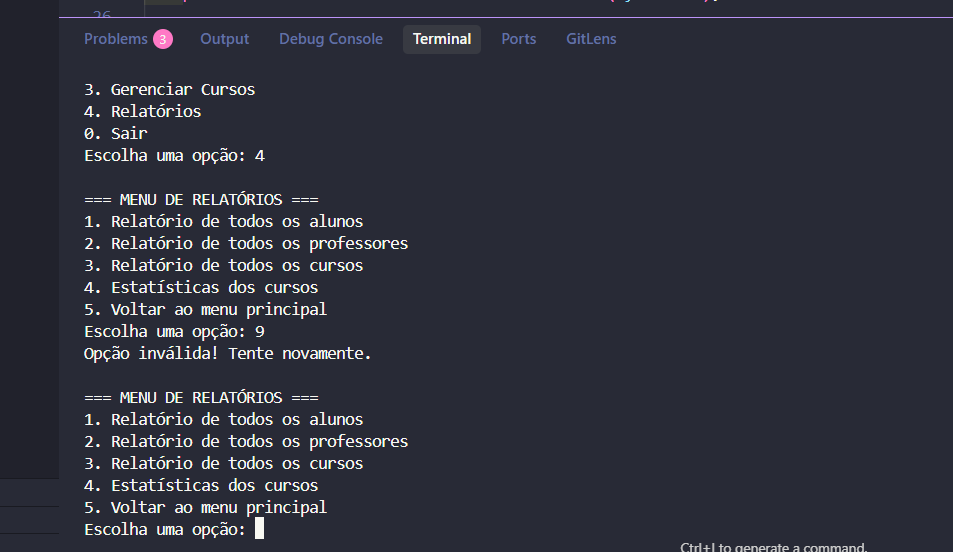 26
Problems 3 Output Debug Console Terminal Ports GitLens
3. Gerenciar Cursos
4. Relatórios
0. Sair
Escolha uma opção: 4
=== MENU DE RELATÓRIOS ===
1. Relatório de todos os alunos
2. Relatório de todos os professores
3. Relatório de todos os cursos
4. Estatísticas dos cursos
5. Voltar ao menu principal
Escolha uma opção: 9
Opção inválida! Tente novamente.
=== MENU DE RELATÓRIOS ===
1. Relatório de todos os alunos
2. Relatório de todos os professores
3. Relatório de todos os cursos
4. Estatísticas dos cursos
5. Voltar ao menu principal
Escolha uma opção:
Ctrl+I to generate a command.